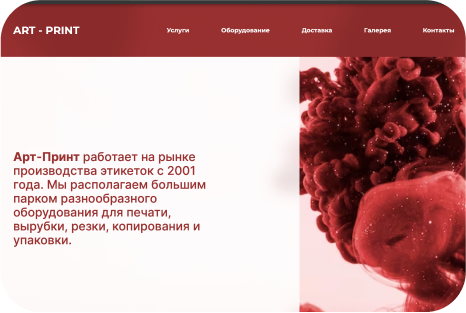 ART - PRINT
Услуги Оборудование Доставка Галерея Контакты
Арт-Принт работает на рынке
производства этикеток с 2001
года. Мы располагаем большим
парком разнообразного
оборудования для печати,
вырубки, резки, копирования и
упаковки.